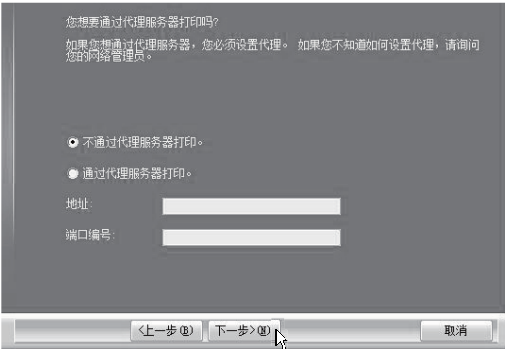 您想要通过代理服务器打印吗?
如果您想通过代理服务器，您必须设置代理。 如果您不知道如何设置代理，请询问
您的网络管理员。
不通过代理服务器打印。
通过代理服务器打印。
地址:
端口编号:
<上一步(B) 下一步>(N) 取消